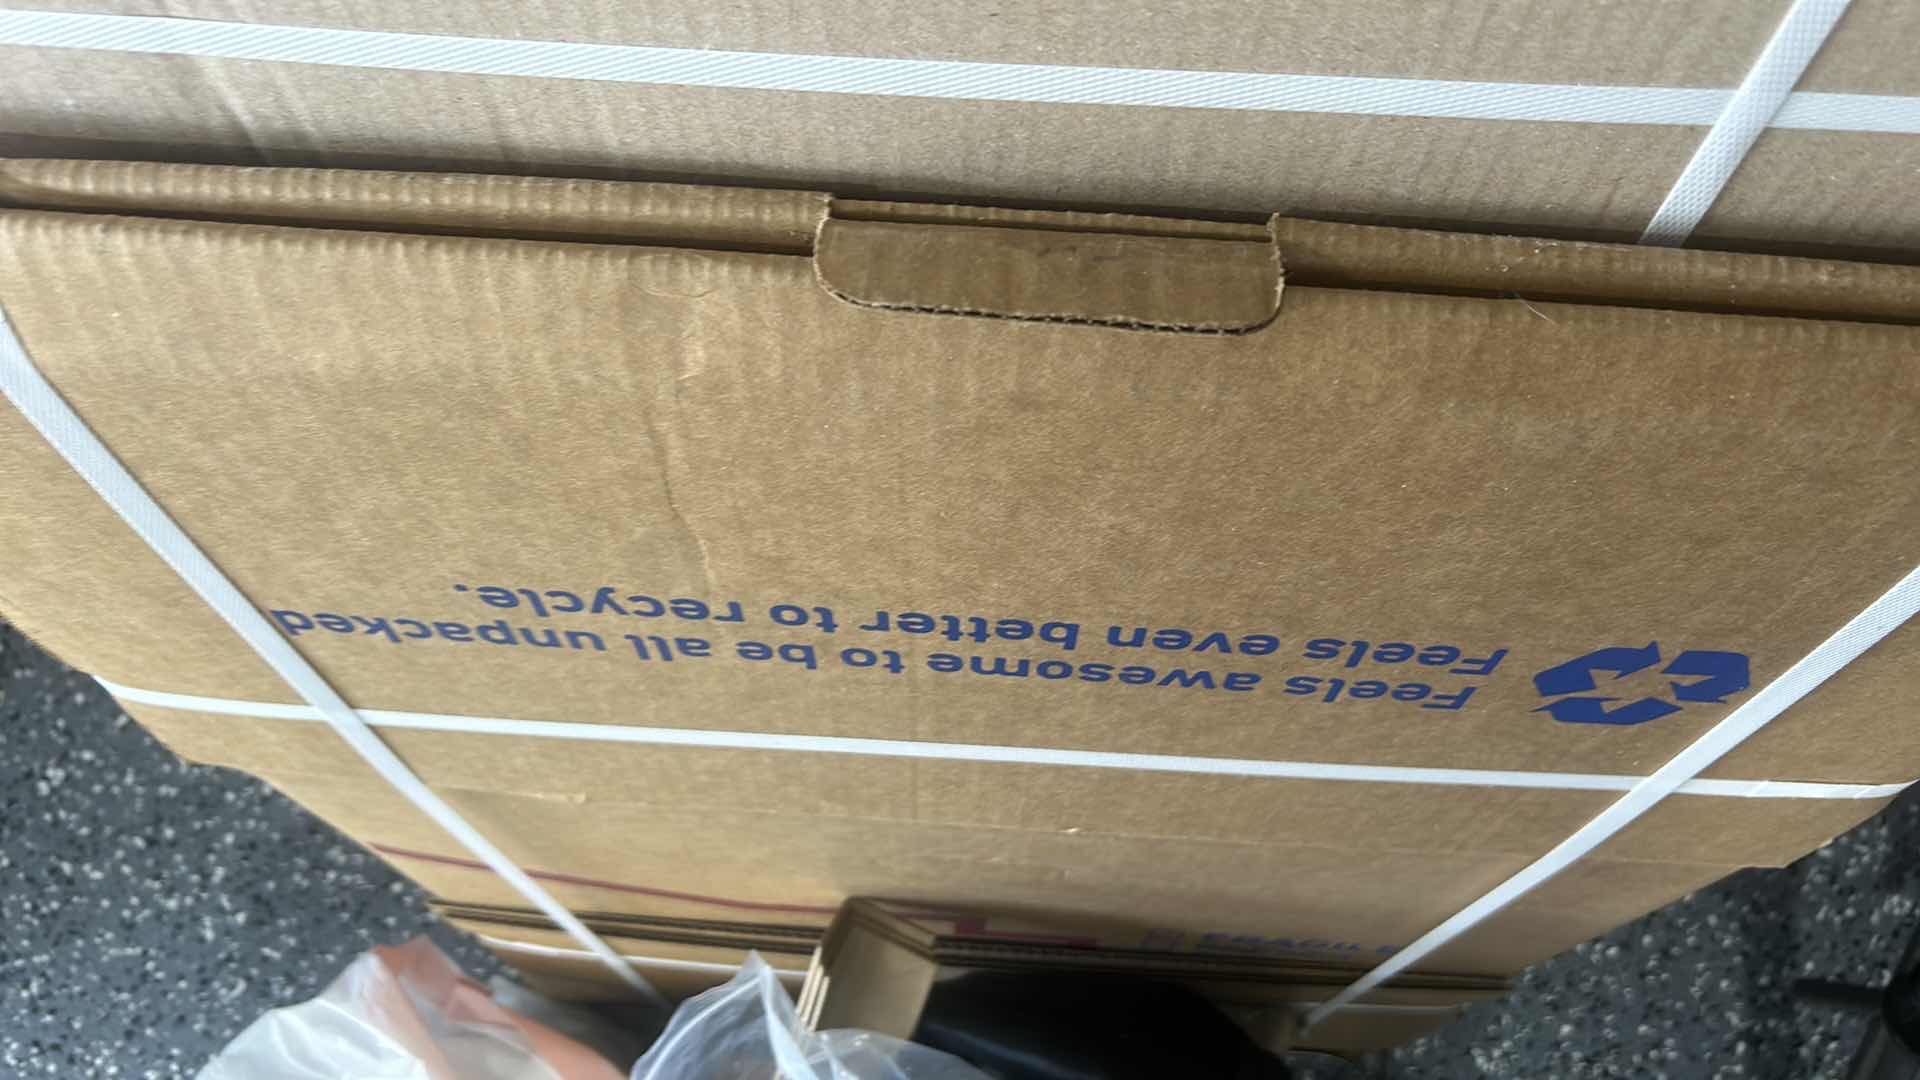 Feels awesome to be all unpacked
Feels even better to recycle.